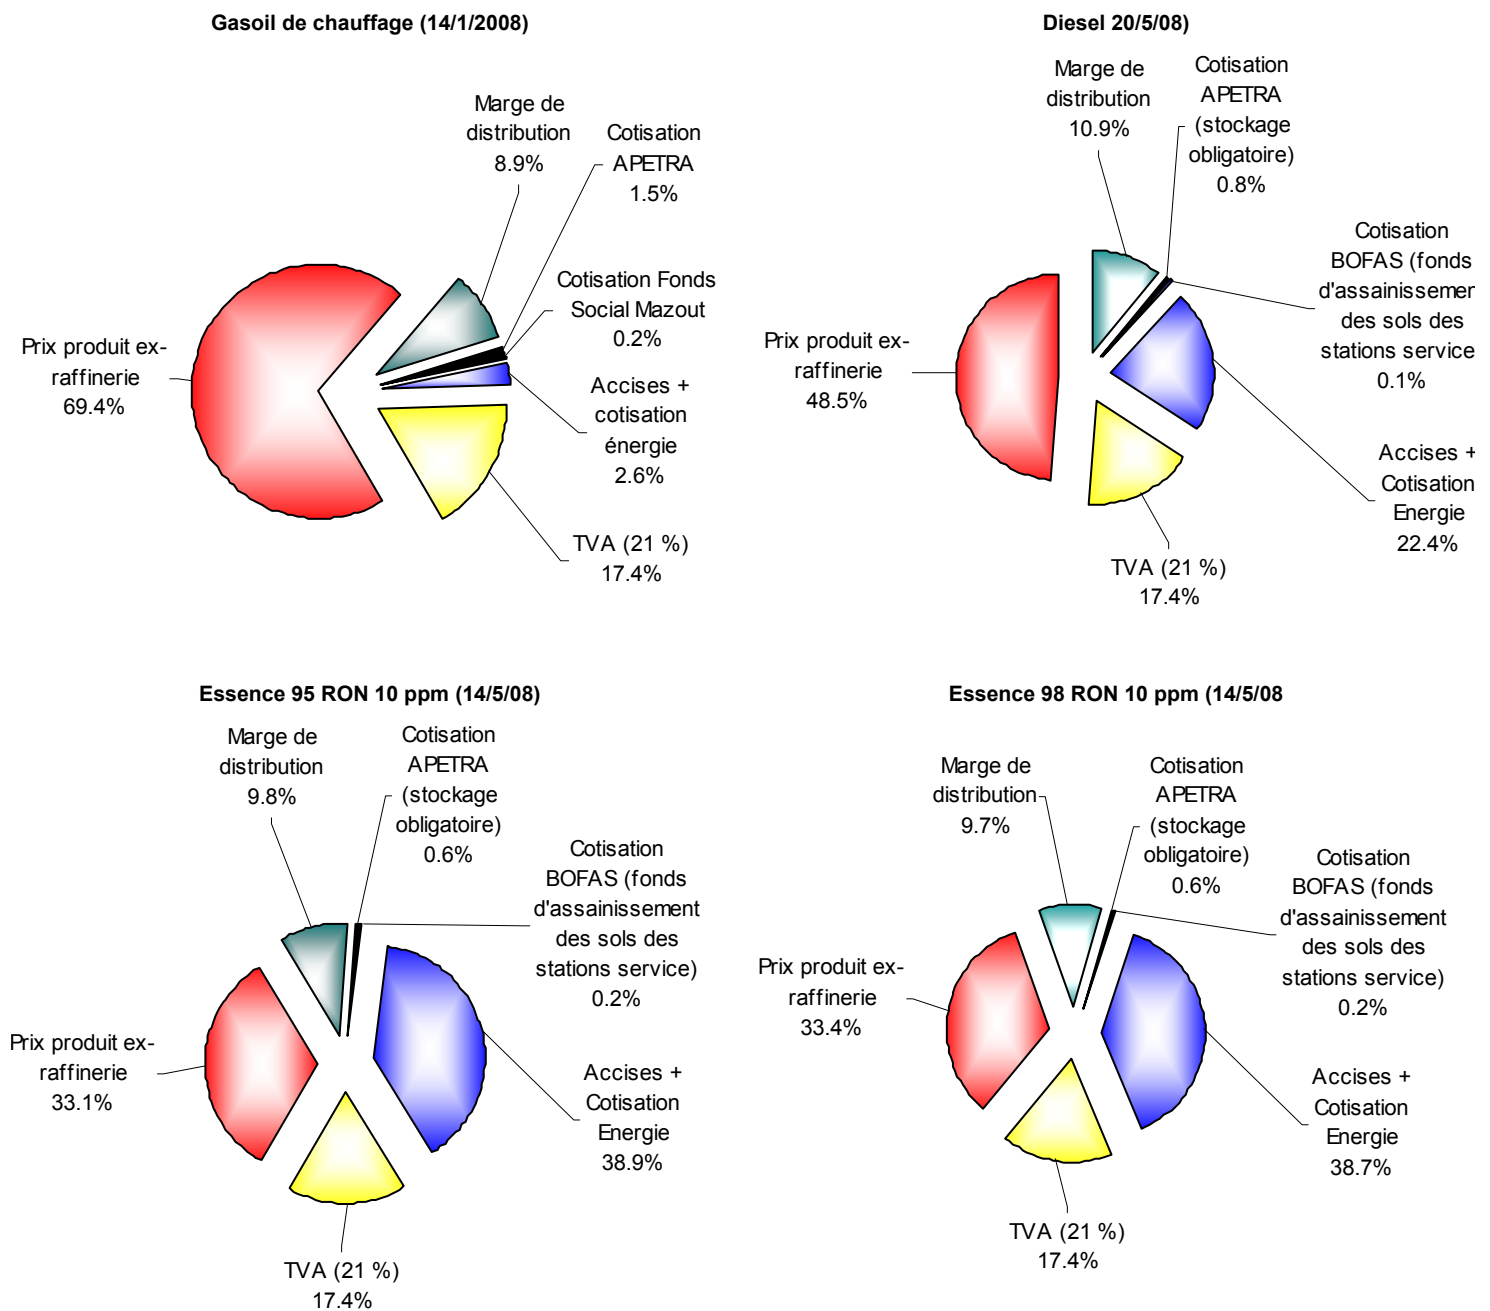 Gasoil de chauffage (14/1/2008)
Marge de
distribution
8.9%
Cotisation
APETRA
1.5%
Cotisation Fonds
Social Mazout
0.2%
Accises +
cotisation
énergie
2.6%
TVA (21 %)
17.4%
Prix produit ex-
raffinerie
69.4%
Diesel 20/5/08)
Marge de
distribution
10.9%
Cotisation
APETRA
(stockage
obligatoire)
0.8%
Cotisation
BOFAS (fonds
d'assainissemer
des sols des
stations service
0.1%
Accises +
Cotisation
Energie
22.4%
TVA (21 %)
17.4%
Prix produit ex-
raffinerie
48.5%
Essence 95 RON 10 ppm (14/5/08)
Marge de
distribution
9.8%
Cotisation
APETRA
(stockage
obligatoire)
0.6%
Cotisation
BOFAS (fonds
d'assainissement
des sols des
stations service)
0.2%
Accises +
Cotisation
Energie
38.9%
TVA (21 %)
17.4%
Prix produit ex-
raffinerie
33.1%
Essence 98 RON 10 ppm (14/5/08
Marge de
distribution
9.7%
Cotisation
APETRA
(stockage
obligatoire)
0.6%
Cotisation
BOFAS (fonds
d'assainissement
des sols des
stations service)
0.2%
Accises +
Cotisation
Energie
38.7%
TVA (21 %)
17.4%
Prix produit ex-
raffinerie
33.4%